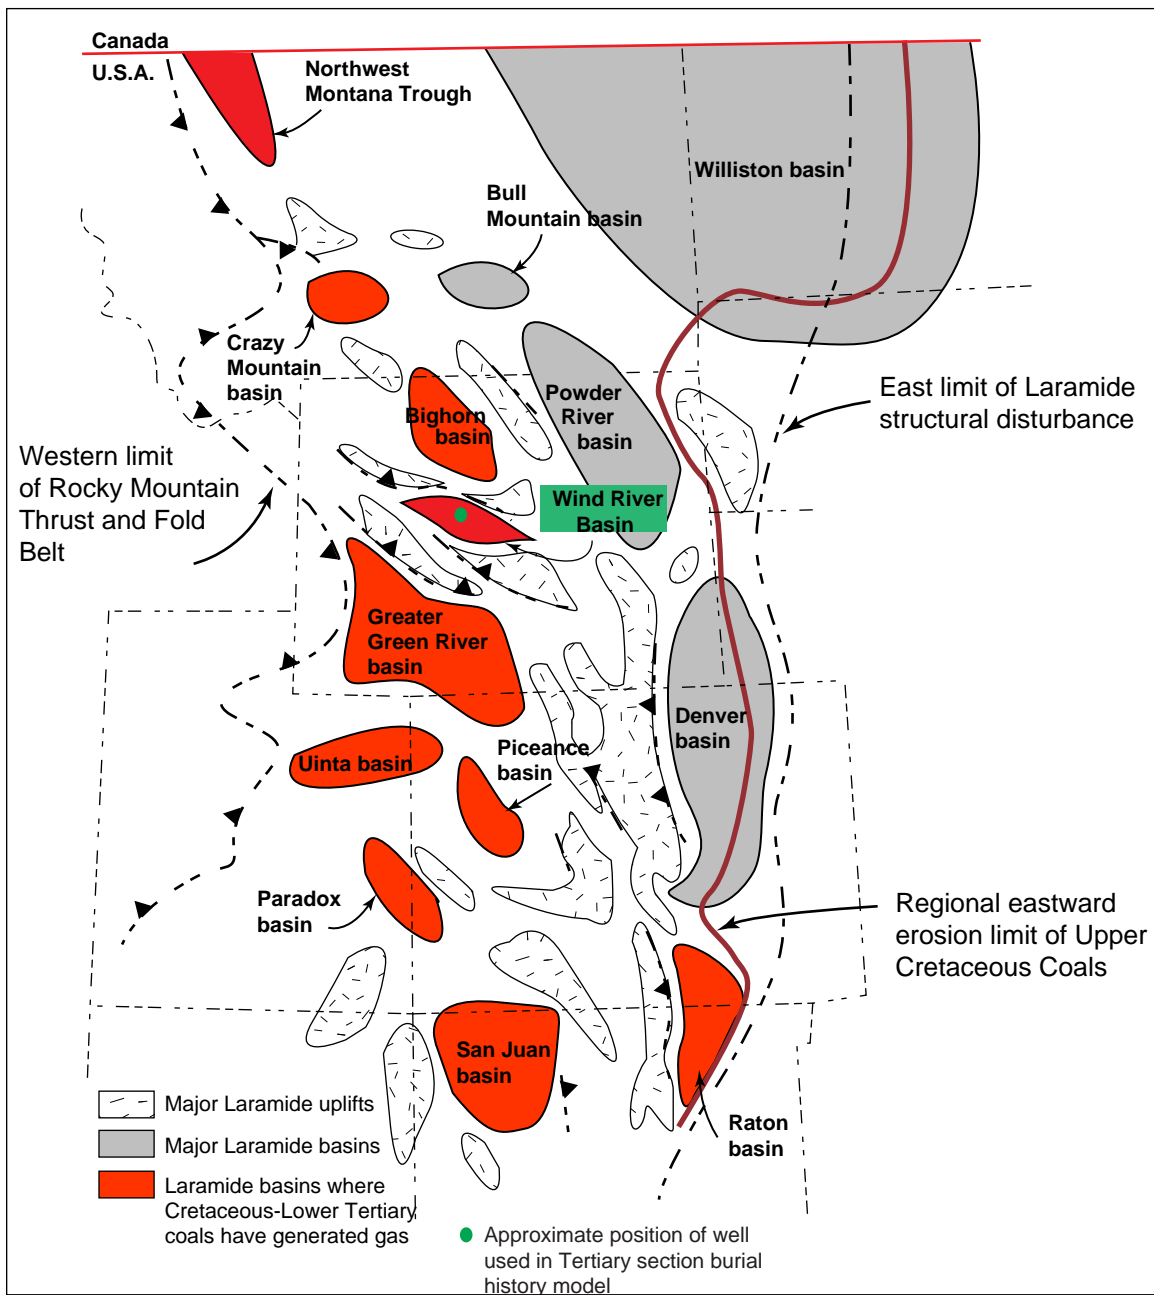 Canada
U.S.A.
Northwest
Montana Trough
Williston basin
Bull
Mountain basin
Crazy
Mountain
basin
Bighorn
basin
Powder
River
basin
East limit of Laramide
structural disturbance
Western limit
of Rocky Mountain
Thrust and Fold
Belt
Wind River
Basin
Greater
Green River
basin
Denver
basin
Uinta basin
Piceance
basin
Paradox
basin
Regional eastward
erosion limit of Upper
Cretaceous Coals
San Juan
basin
Raton
basin
Major Laramide uplifts
Major Laramide basins
Laramide basins where
Cretaceous-Lower Tertiary
coals have generated gas
Approximate position of well
used in Tertiary section burial
history model